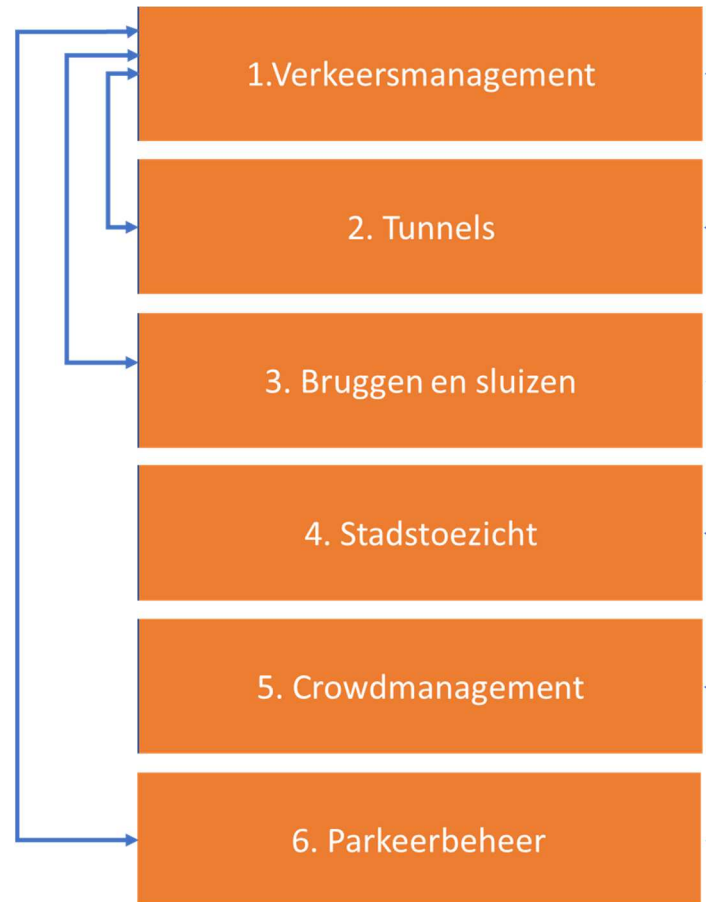 1.Verkeersmanagement
2. Tunnels
3. Bruggen en sluizen
4. Stadstoezicht
5. Crowdmanagement
6. Parkeerbeheer